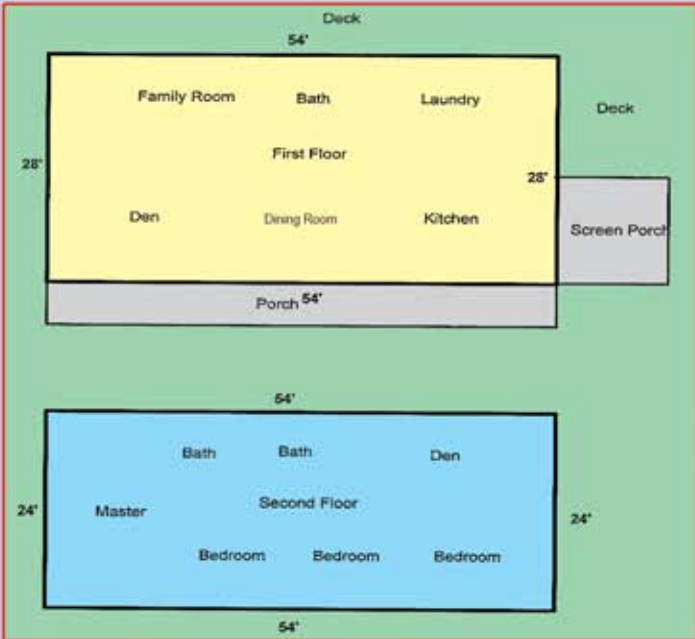 Deck
54'
Family Room Bath Laundry
Deck
First Floor
28' 28'
Den Dining Room Kitchen
Screen Porch
Porch 54'
54'
Bath Bath Den
Second Floor
24' Master 24'
Bedroom Bedroom Bedroom
54'